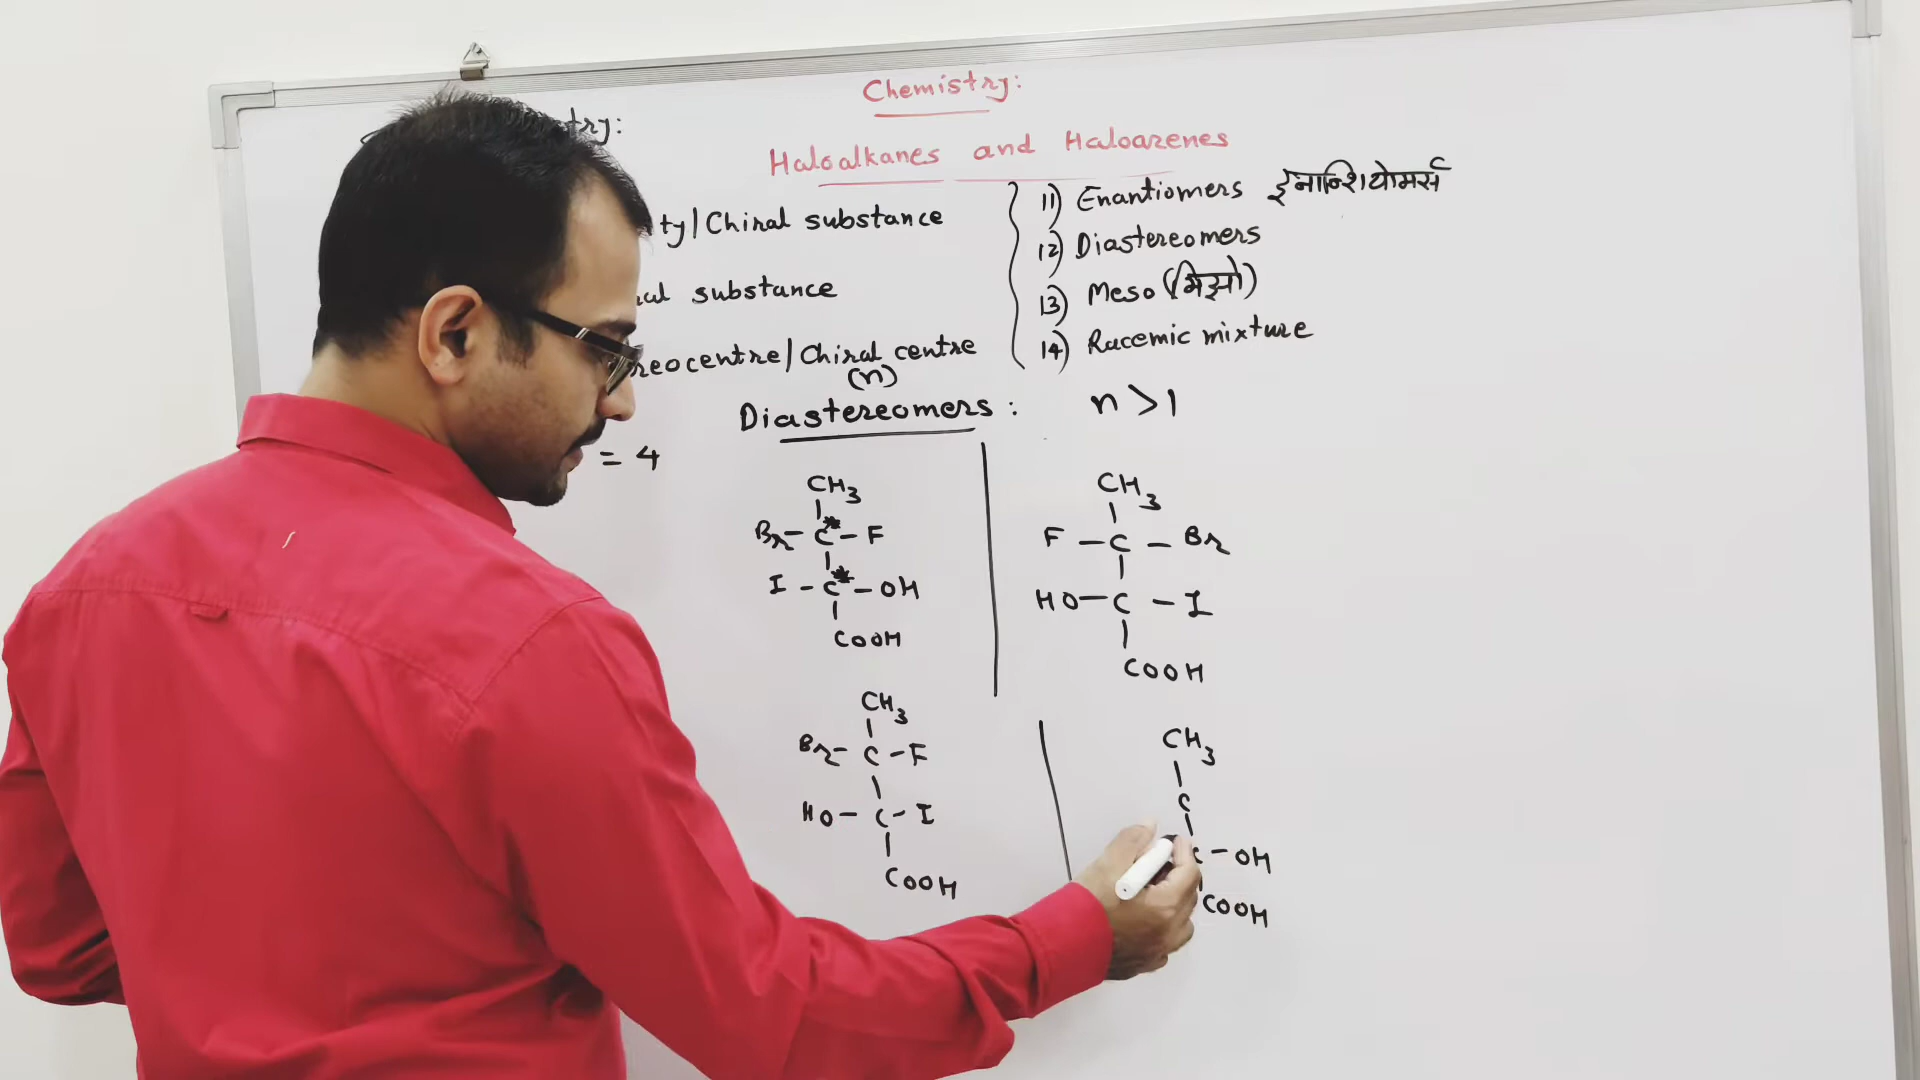 Chemistry:
try:
Haloalkanes and Haloarenes
ty/Chiral substance
al substance
reocentre/Chiral centre
(n)
11) Enantiomers इनान्शियोमर्स
12) Diastereomers
13) Meso (मिझो)
14) Racemic mixture
Diastereomers: n > 1
= 4
CH3
Br-C*-F
I-C*-OH
COOH
CH3
F-C-Br
HO-C-I
COOH
CH3
Br-C-F
HO-C-I
COOH
CH3
C
C-OH
COOH